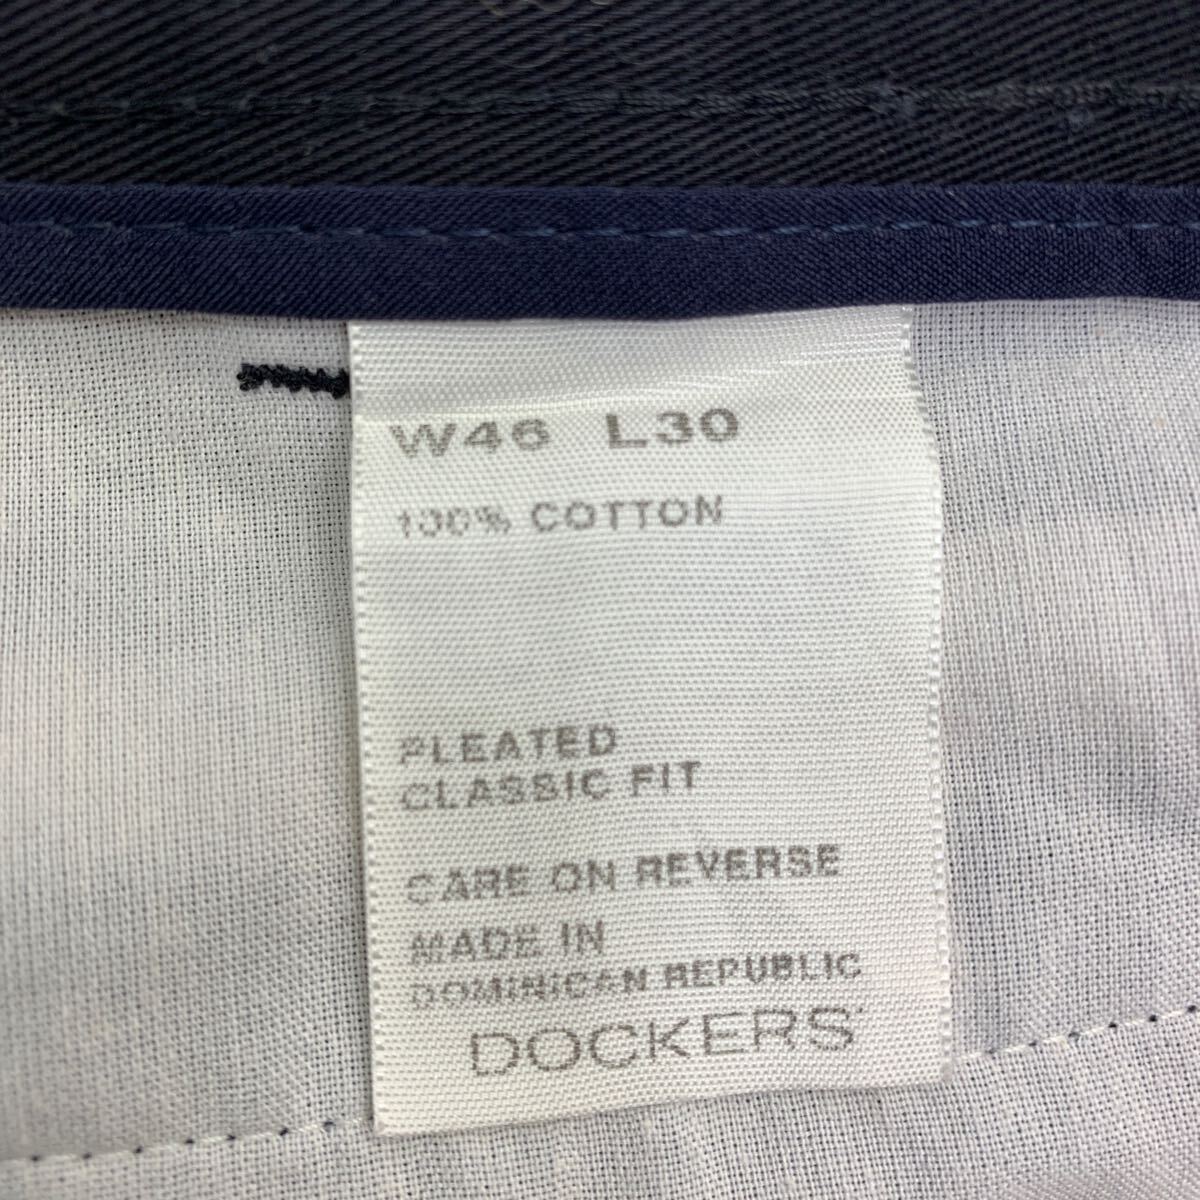 W46 L30
100% COTTON
PLEATED
CLASSIC FIT
CARE ON REVERSE
MADE IN
DOMINICAN REPUBLIC
DOCKERS